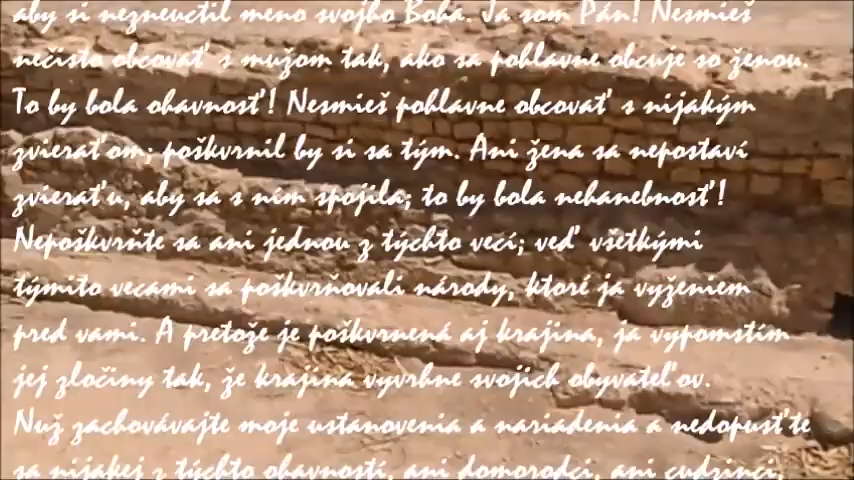 aby si nezneuctil meno svojho Boha. Ja som Pán! Nesmieš
nečisto obcovať s mužom tak, ako sa pohlavne obcuje so ženou.
To by bola ohavnosť! Nesmieš pohlavne obcovať s nijakým
zvieraťom; poškvrnil by si sa tým. Ani žena sa nepostaví
zvieraťu, aby sa s ním spojila; to by bola nehanebnosť!
Nepoškvrňte sa ani jednou z týchto vecí; veď všetkými
týmito vecami sa poškvrňovali národy, ktoré ja vyženiem
pred vami. A pretože je poškvrnená aj krajina, ja vypomstím
jej zločiny tak, že krajina vyvrhne svojich obyvateľov.
Nuž zachovávajte moje ustanovenia a nariadenia a nedopusťte
sa nijakej z týchto ohavností, ani domorodci, ani cudzinci,